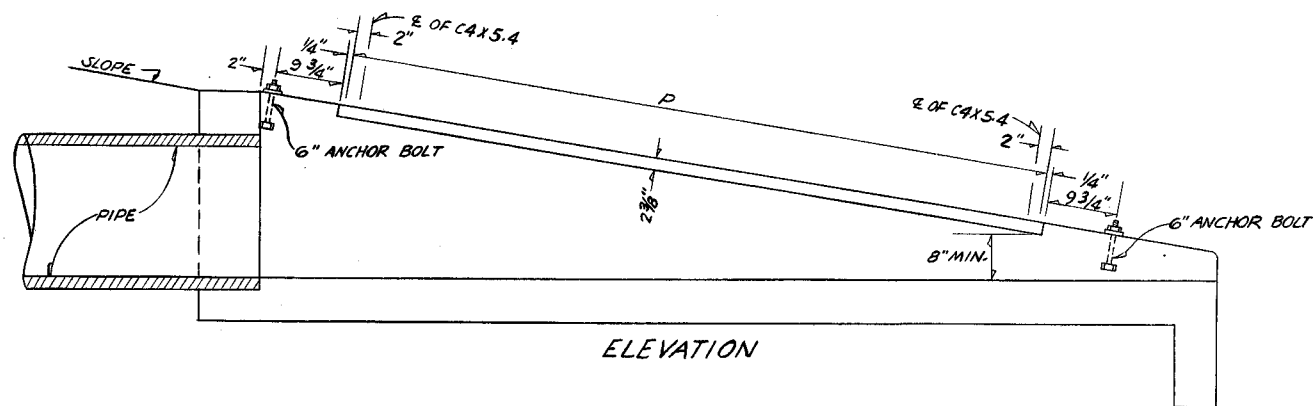 ℄ OF C4X5.4
2"
1/4"
2"
9 3/4"
SLOPE
P
℄ OF C4X5.4
2"
6" ANCHOR BOLT
1/4"
9 3/4"
2 3/8"
PIPE
6" ANCHOR BOLT
8" MIN.
ELEVATION